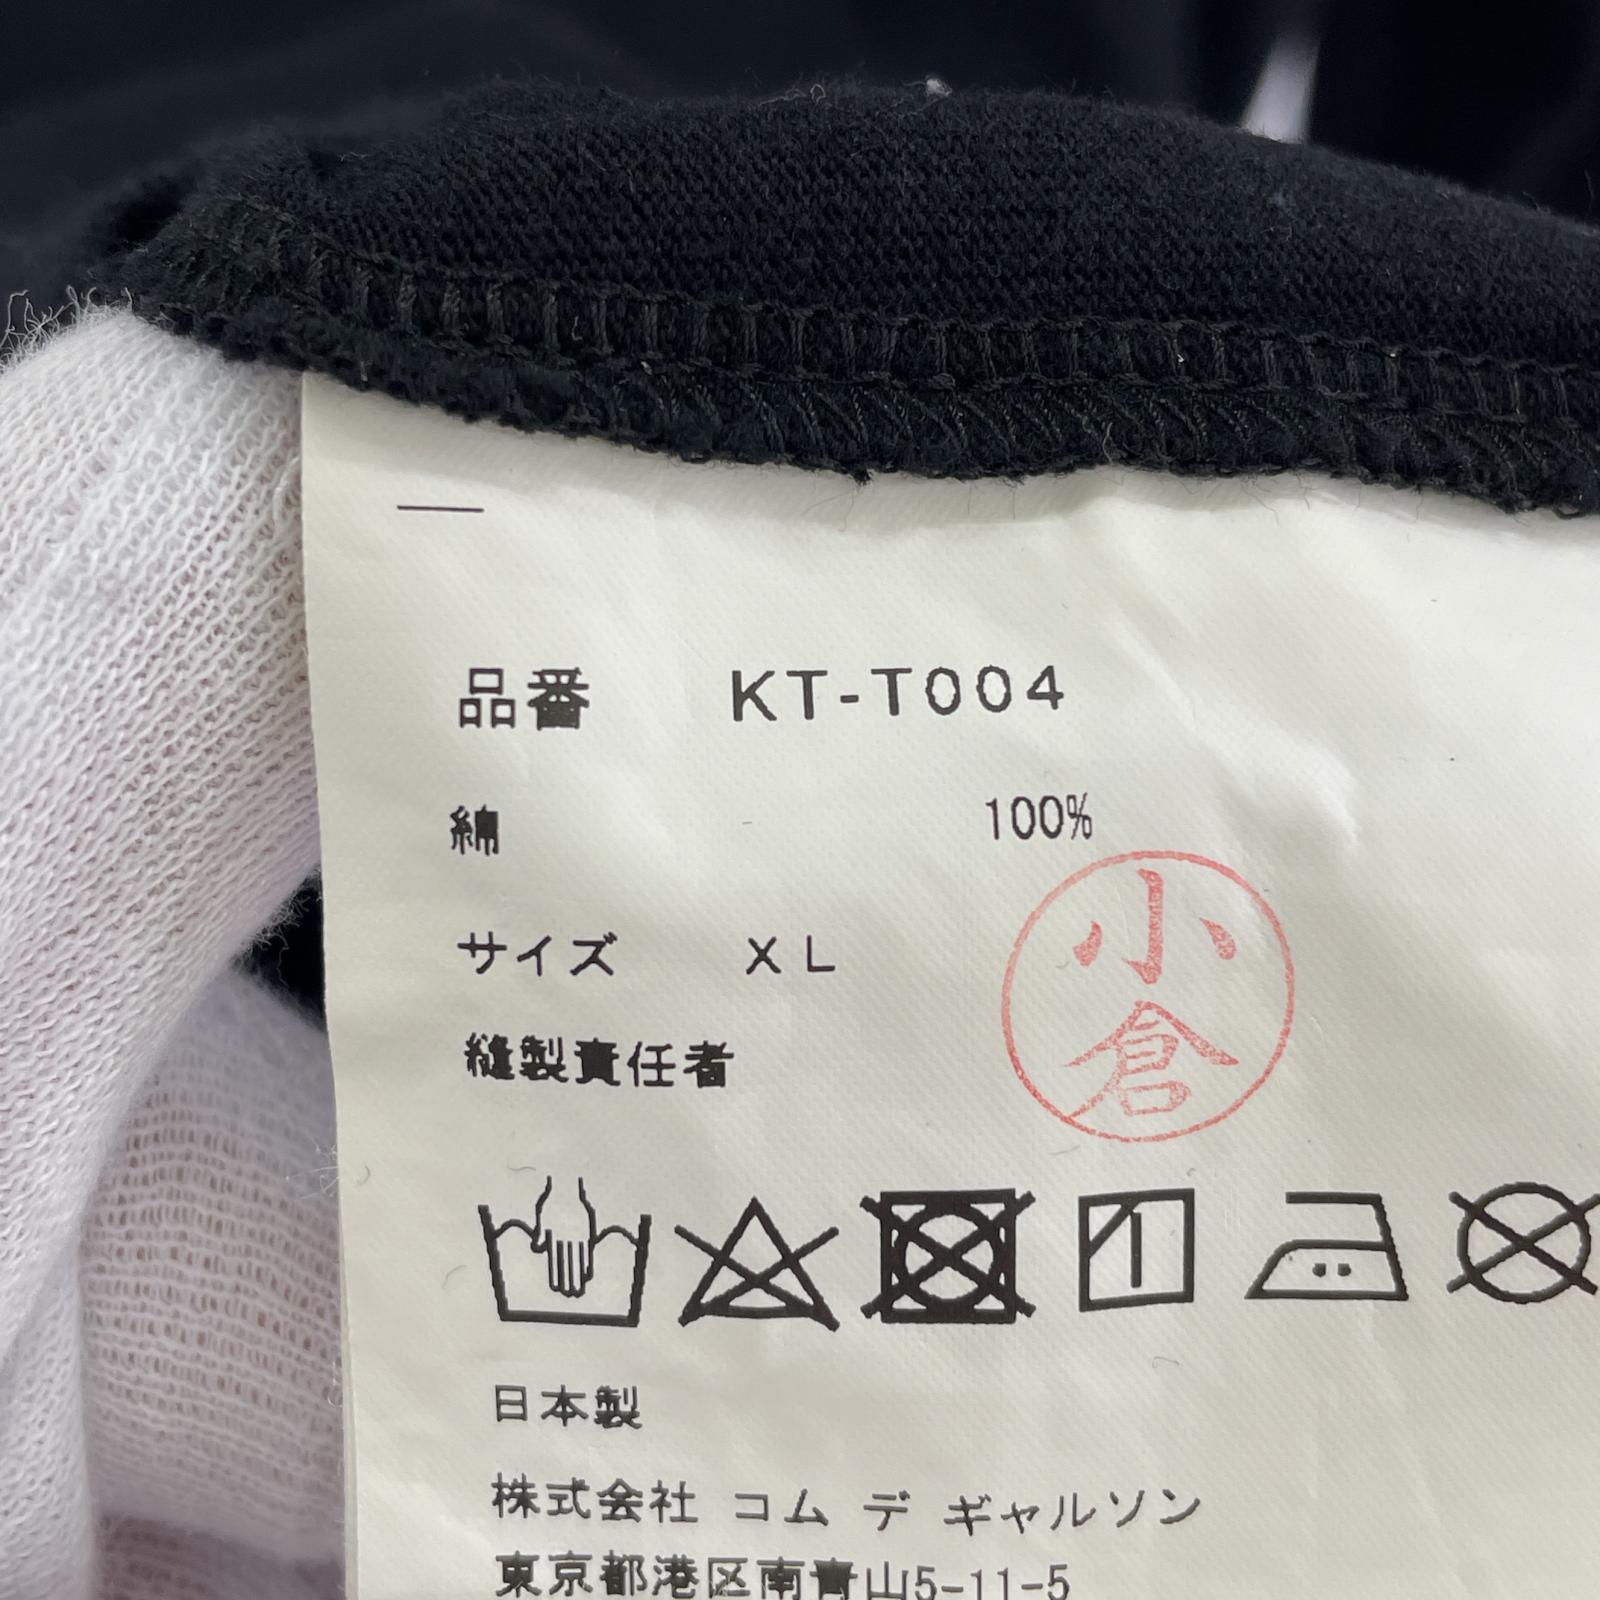 品番 KT-T004
綿 100%
サイズ XL
縫製責任者
小倉
日本製
株式会社 コム デ ギャルソン
東京都港区南青山5-11-5